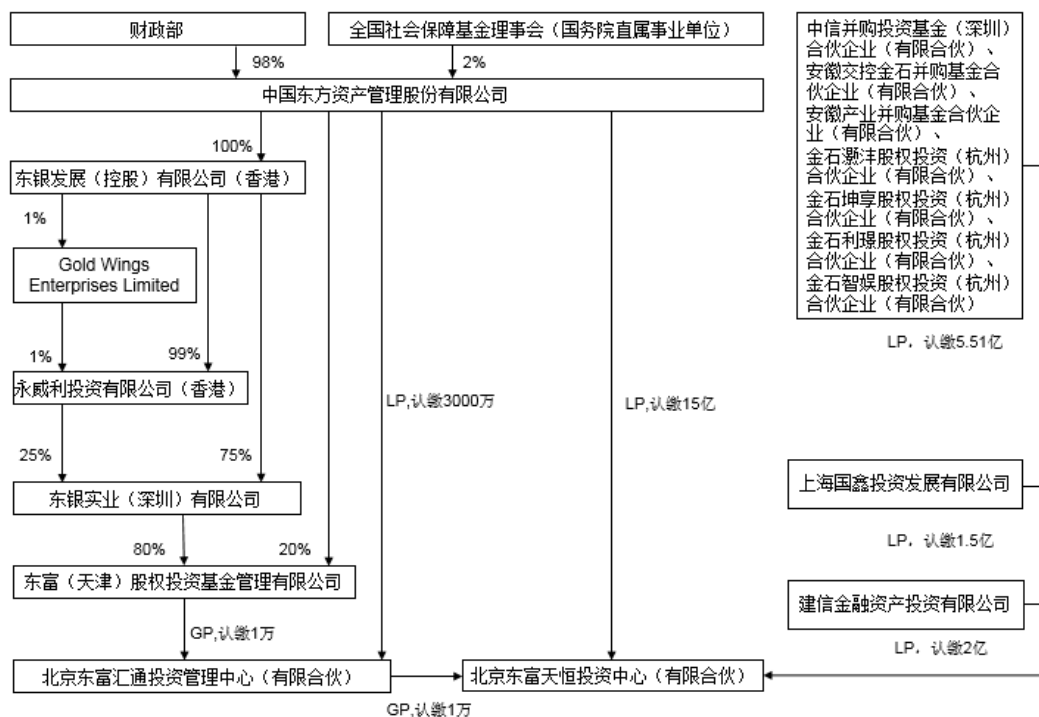 财政部
全国社会保障基金理事会（国务院直属事业单位）
98%
2%
中国东方资产管理股份有限公司
100%
东银发展（控股）有限公司（香港）
1%
Gold Wings
Enterprises Limited
1%
99%
永威利投资有限公司（香港）
LP,认缴3000万
LP,认缴15亿
25%
75%
东银实业（深圳）有限公司
80%
20%
东富（天津）股权投资基金管理有限公司
GP,认缴1万
北京东富汇通投资管理中心（有限合伙）
GP,认缴1万
北京东富天恒投资中心（有限合伙）
中信并购投资基金（深圳）
合伙企业（有限合伙）、
安徽交控金石并购基金合
伙企业（有限合伙）、
安徽产业并购基金合伙企
业（有限合伙）、
金石灏沣股权投资（杭州）
合伙企业（有限合伙）、
金石坤享股权投资（杭州）
合伙企业（有限合伙）、
金石利璟股权投资（杭州）
合伙企业（有限合伙）、
金石智娱股权投资（杭州）
合伙企业（有限合伙）
LP，认缴5.51亿
上海国鑫投资发展有限公司
LP，认缴1.5亿
建信金融资产投资有限公司
LP，认缴2亿